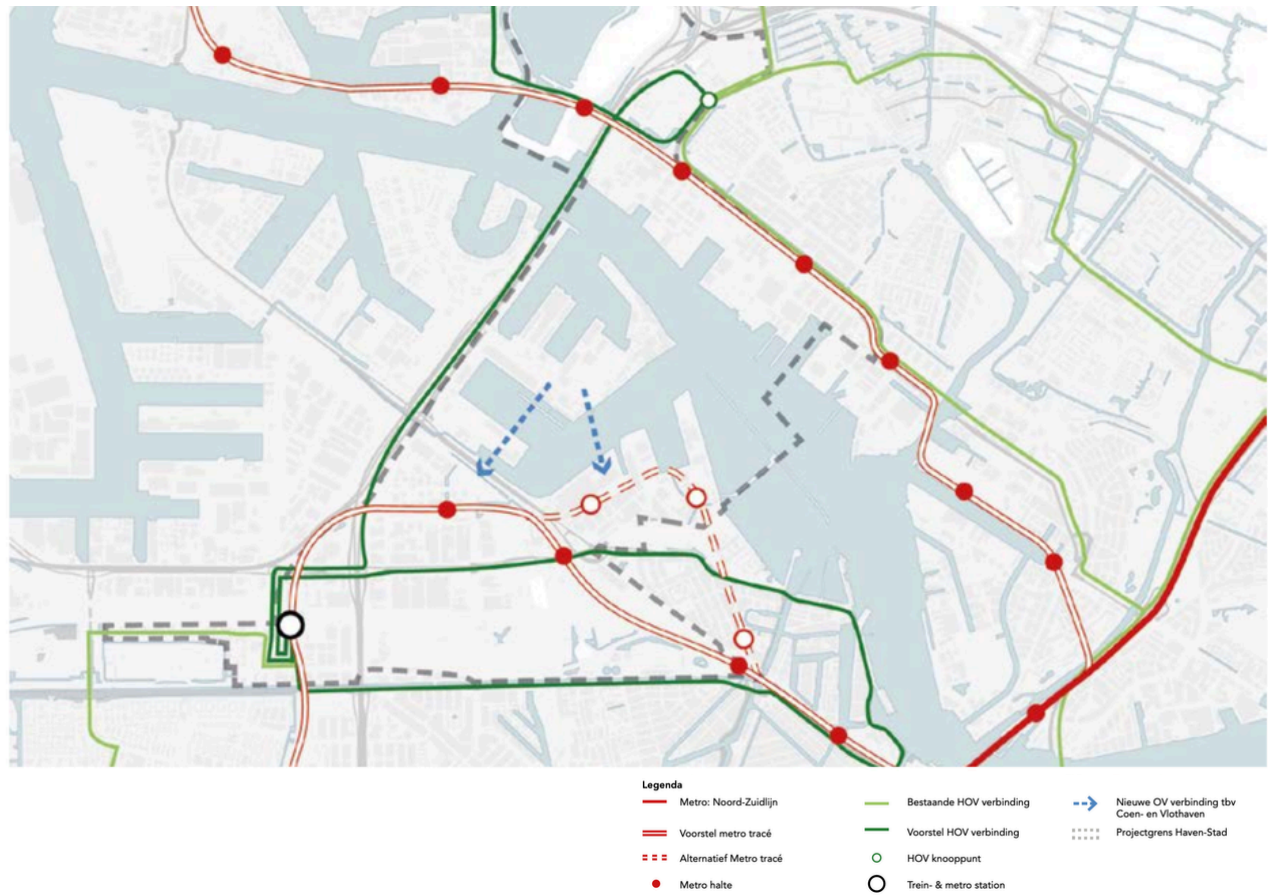 Legenda
Metro: Noord-Zuidlijn
Voorstel metro tracé
Alternatief Metro tracé
Metro halte
Bestaande HOV verbinding
Voorstel HOV verbinding
HOV knooppunt
Trein- & metro station
Nieuwe OV verbinding tbv
Coen- en Vlothaven
Projectgrens Haven-Stad